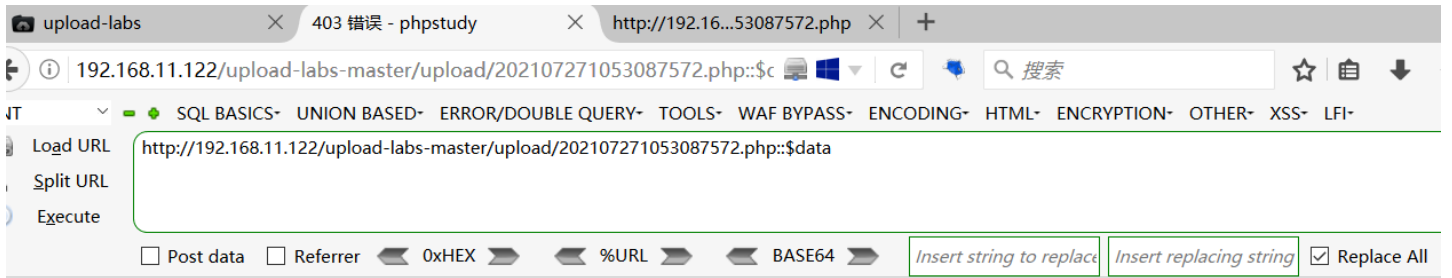 upload-labs 403 错误 - phpstudy http://192.16...53087572.php
192.168.11.122/upload-labs-master/upload/202107271053087572.php::$c 搜索
NT SQL BASICS UNION BASED ERROR/DOUBLE QUERY TOOLS WAF BYPASS ENCODING HTML ENCRYPTION OTHER XSS LFI
Load URL http://192.168.11.122/upload-labs-master/upload/202107271053087572.php::$data
Split URL
Execute
Post data Referrer 0xHEX %URL BASE64 Insert string to replace Insert replacing string Replace All